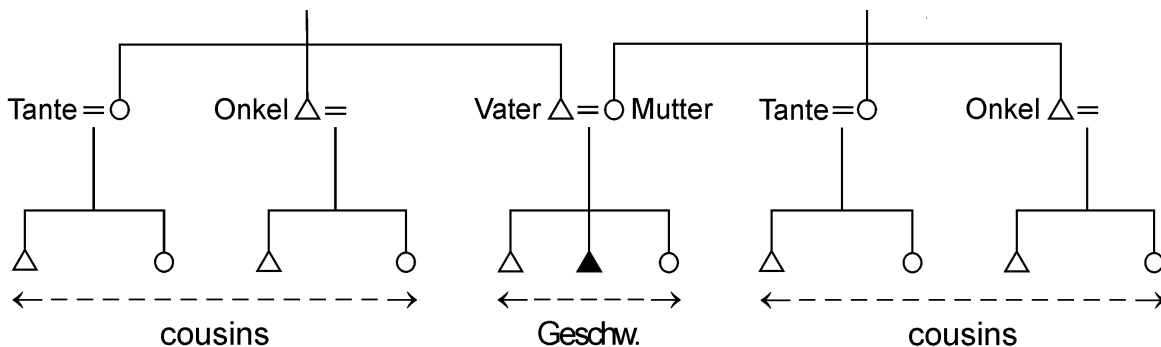 Tante = Onkel = Vater = Mutter Tante = Onkel =
cousins Geschw. cousins